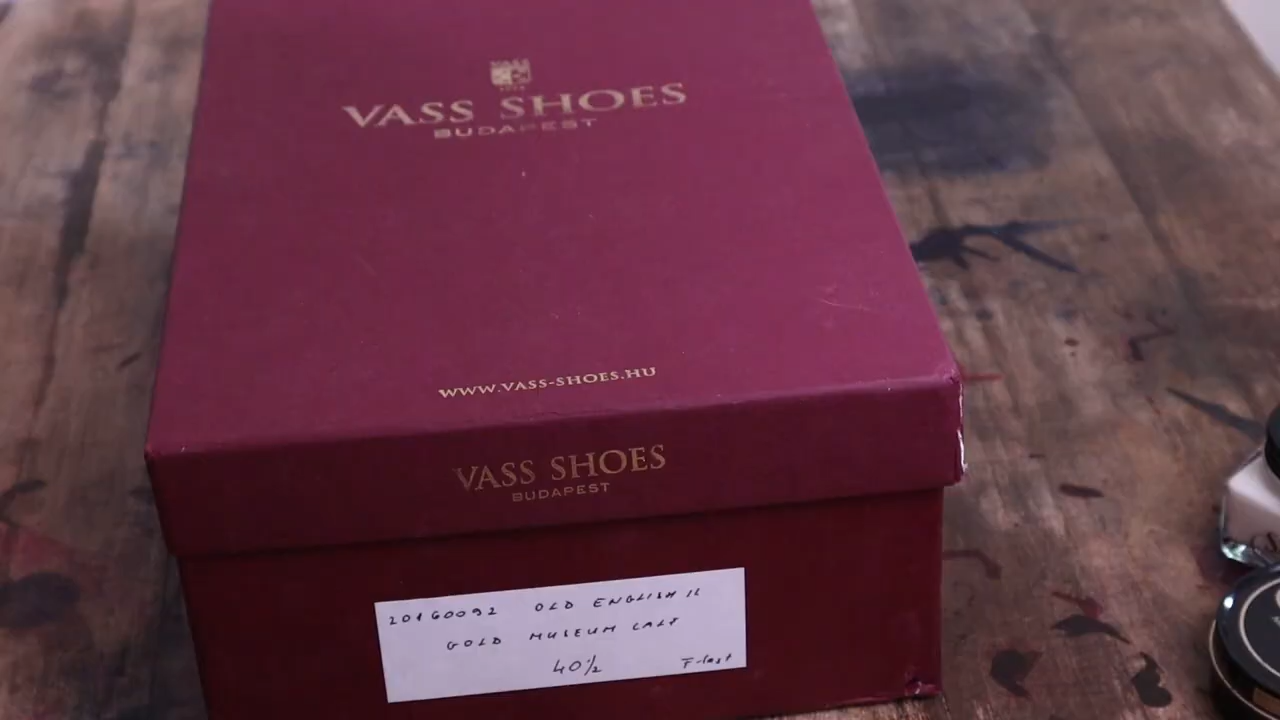 VASS SHOES
BUDAPEST
WWW.VASS-SHOES.HU
VASS SHOES
BUDAPEST
20160092 OLD ENGLISH II
GOLD MUSEUM CALF
40½ F-last